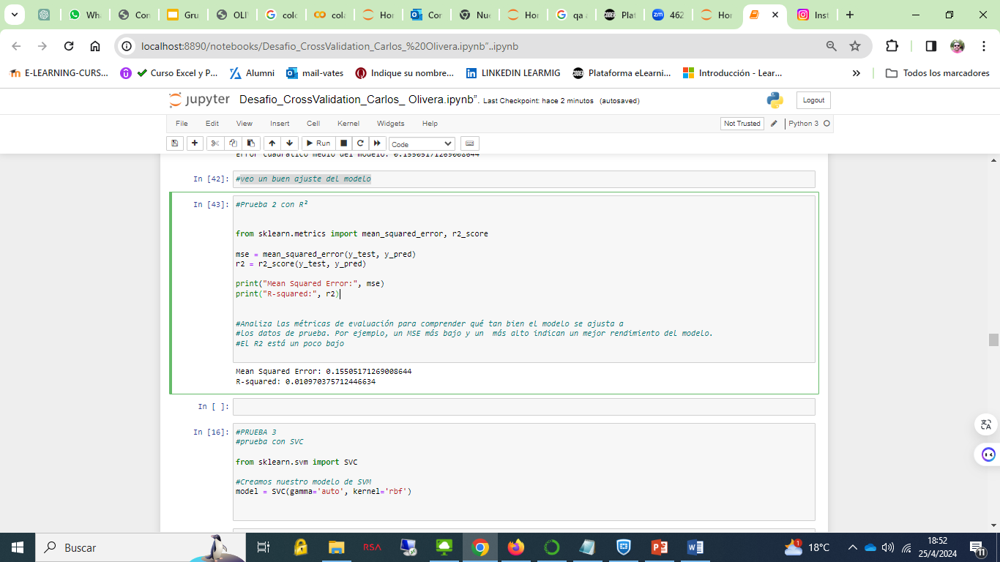 Wha
Con
Gru
OLI
colo
cola
Hor
Cor
Nue
Hor
qa a
Plat
462
Hor
Inst
localhost:8890/notebooks/Desafio_CrossValidation_Carlos_%20Olivera.ipynb"..ipynb
E-LEARNING-CURS...
Curso Excel y P...
Alumni
mail-vates
Indique su nombre...
LINKEDIN LEARMIG
Plataforma eLearni...
Introducción - Lear...
Todos los marcadores
jupyter Desafio_CrossValidation_Carlos_ Olivera.ipynb”. Last Checkpoint: hace 2 minutos (autosaved)
Logout
File Edit View Insert Cell Kernel Widgets Help
Not Trusted
Python 3
Run
Code
Error Cuadrático medio del modelo: 0.15505171269008644
In [42]: #veo un buen ajuste del modelo
In [43]: #Prueba 2 con R²
from sklearn.metrics import mean_squared_error, r2_score
mse = mean_squared_error(y_test, y_pred)
r2 = r2_score(y_test, y_pred)
print("Mean Squared Error:", mse)
print("R-squared:", r2)
#Analiza las métricas de evaluación para comprender qué tan bien el modelo se ajusta a
#los datos de prueba. Por ejemplo, un MSE más bajo y un  más alto indican un mejor rendimiento del modelo.
#El R2 está un poco bajo
Mean Squared Error: 0.15505171269008644
R-squared: 0.010970375712446634
In [ ]:
In [16]: #PRUEBA 3
#prueba con SVC
from sklearn.svm import SVC
#Creamos nuestro modelo de SVM
model = SVC(gamma='auto', kernel='rbf')
Buscar
RSA
1
18°C
18:52
25/4/2024
11